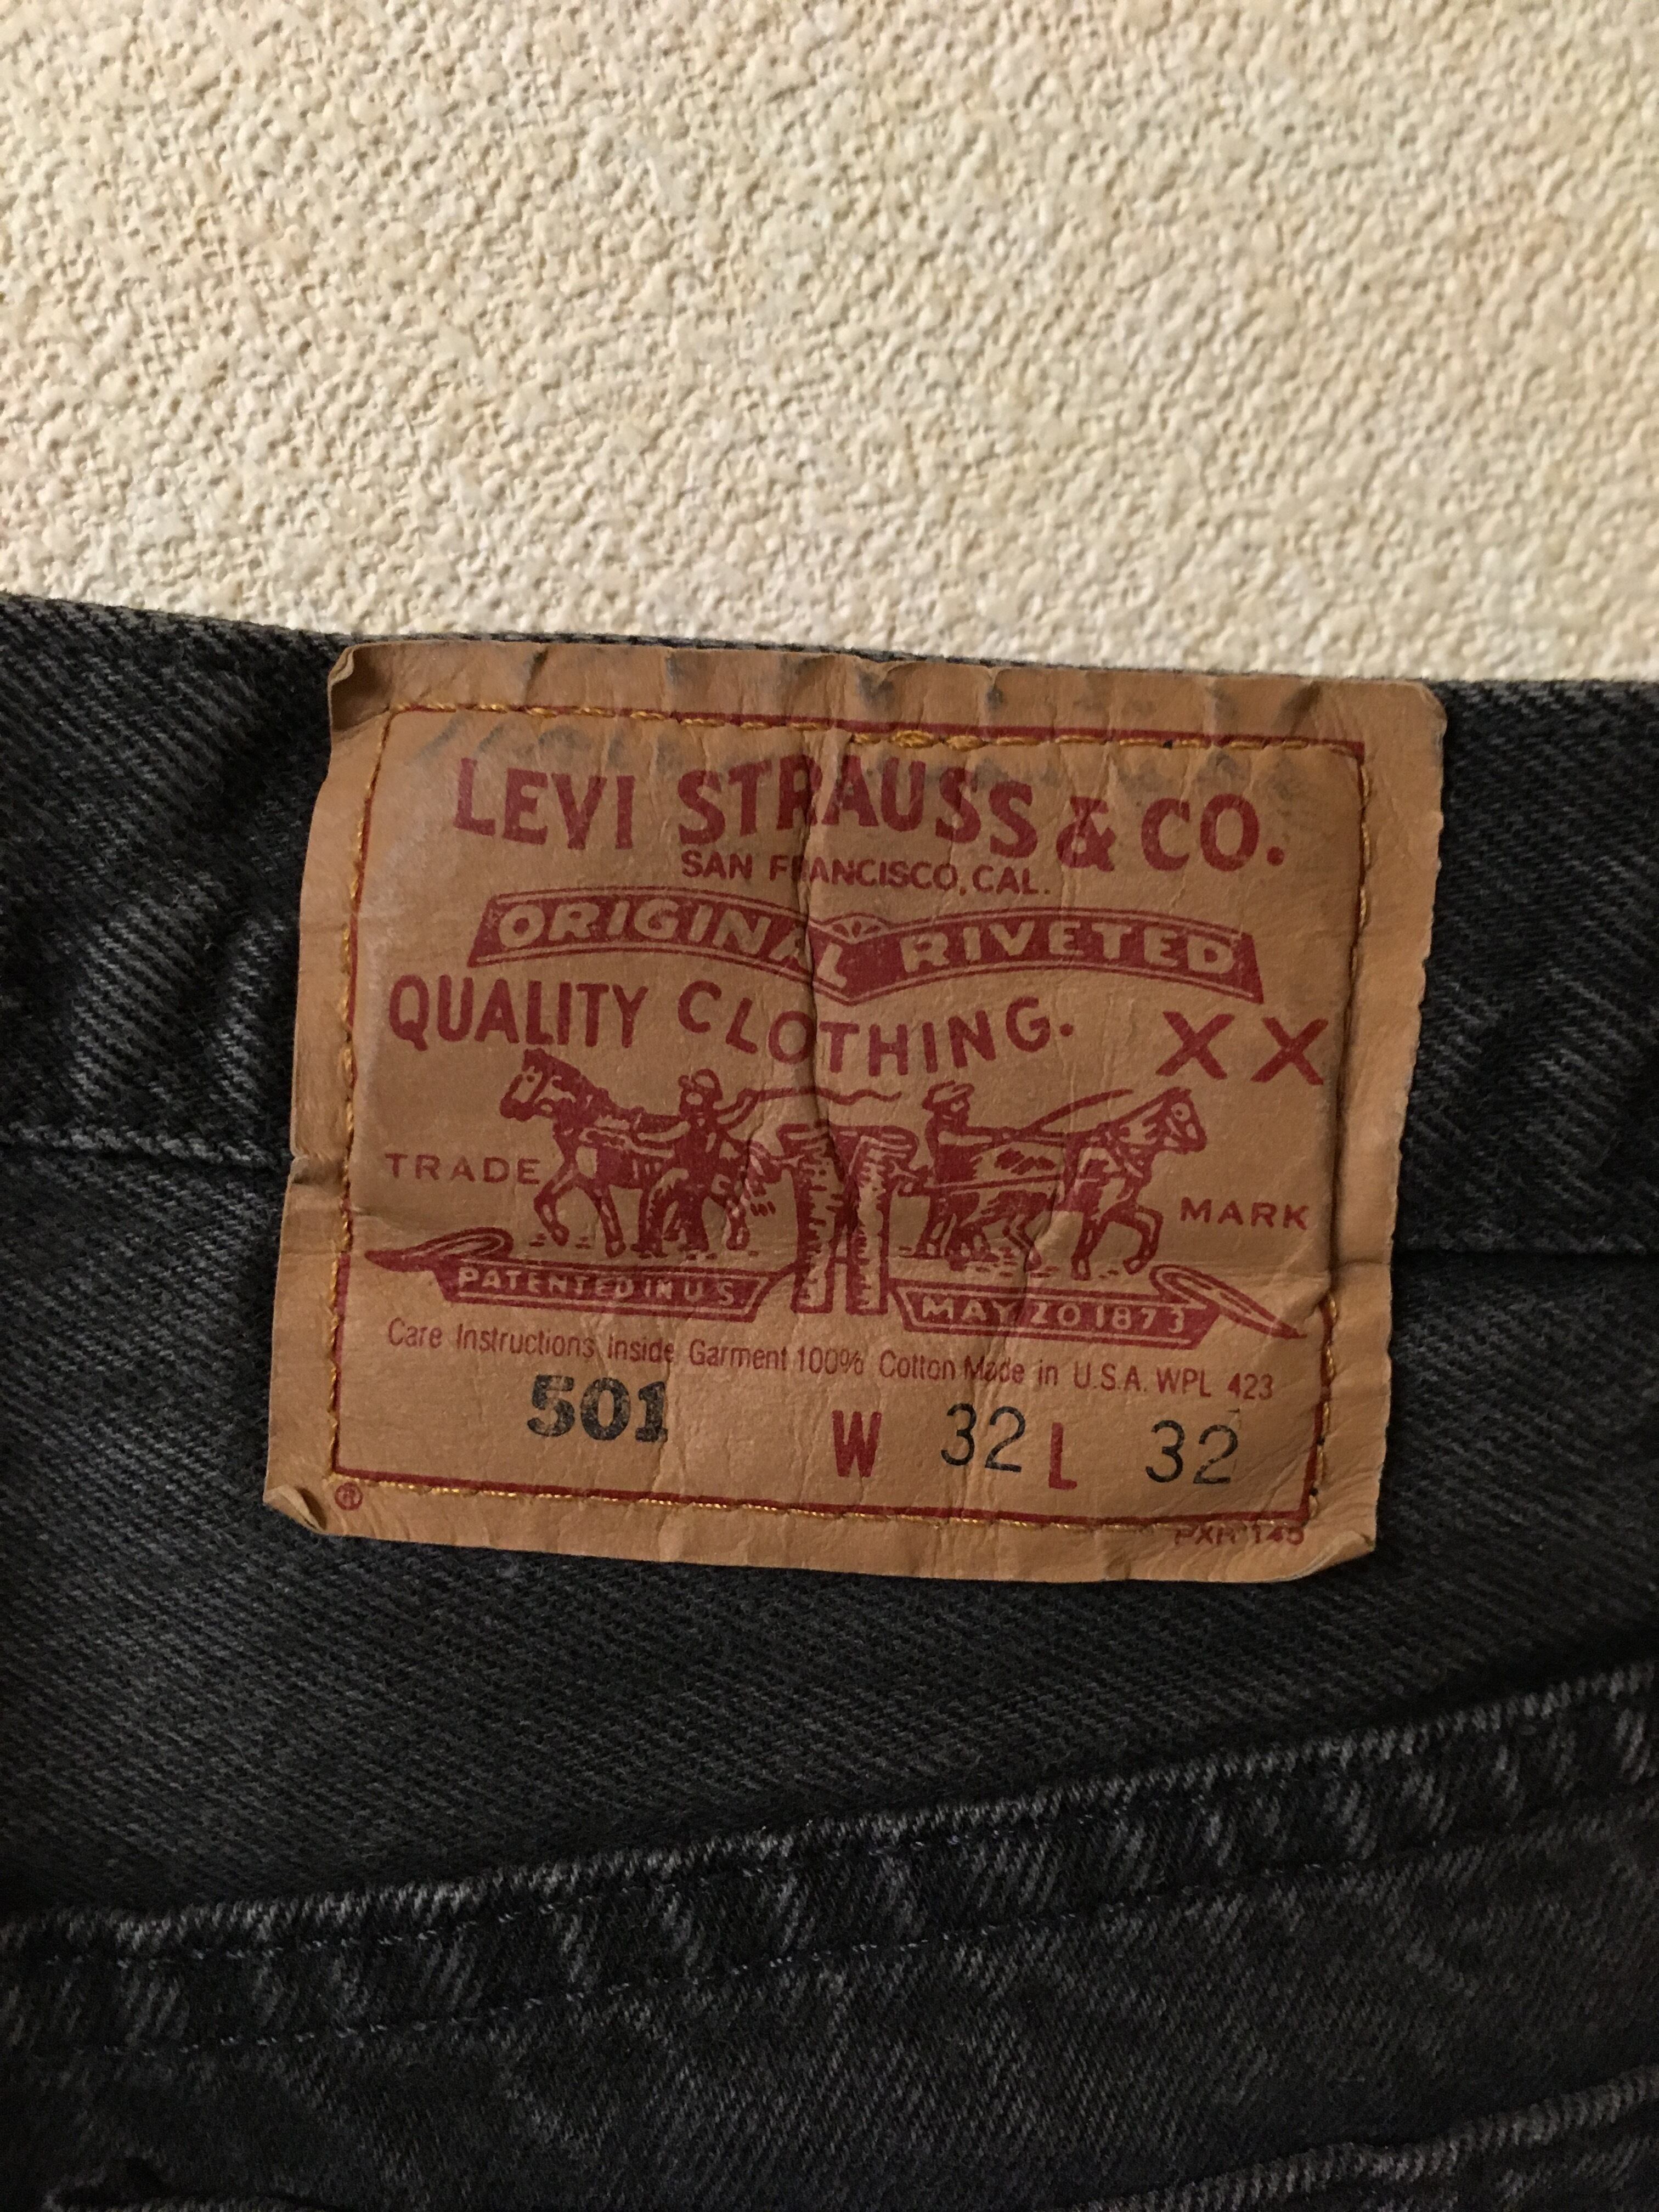 LEVI STRAUSS & CO.
SAN FRANCISCO, CAL.
ORIGINAL RIVETED
QUALITY CLOTHING. XX
TRADE MARK
PATENTED IN U.S. MAY 20 1873
Care Instructions Inside Garment 100% Cotton Made in U.S.A. WPL 423
501 W 32 L 32
®